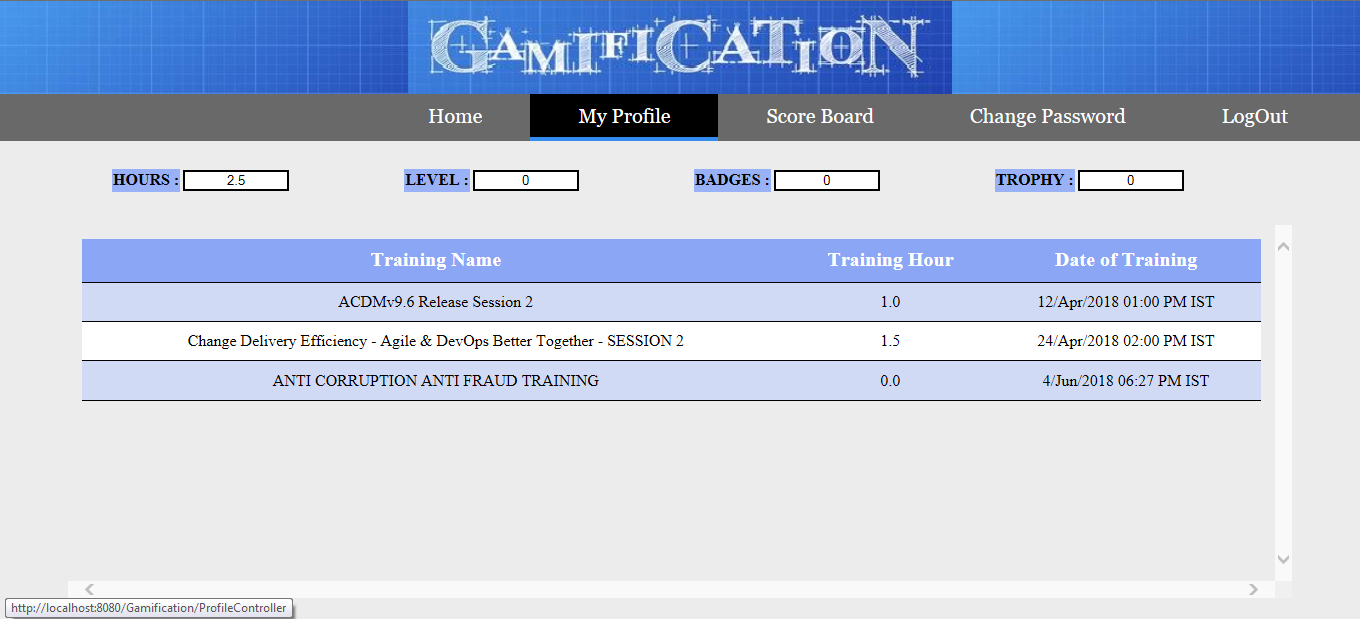 GAMIFICATION
Home My Profile Score Board Change Password LogOut
HOURS : 2.5 LEVEL : 0 BADGES : 0 TROPHY : 0
Training Name Training Hour Date of Training
ACDMv9.6 Release Session 2 1.0 12/Apr/2018 01:00 PM IST
Change Delivery Efficiency - Agile & DevOps Better Together - SESSION 2 1.5 24/Apr/2018 02:00 PM IST
ANTI CORRUPTION ANTI FRAUD TRAINING 0.0 4/Jun/2018 06:27 PM IST
http://localhost:8080/Gamification/ProfileController